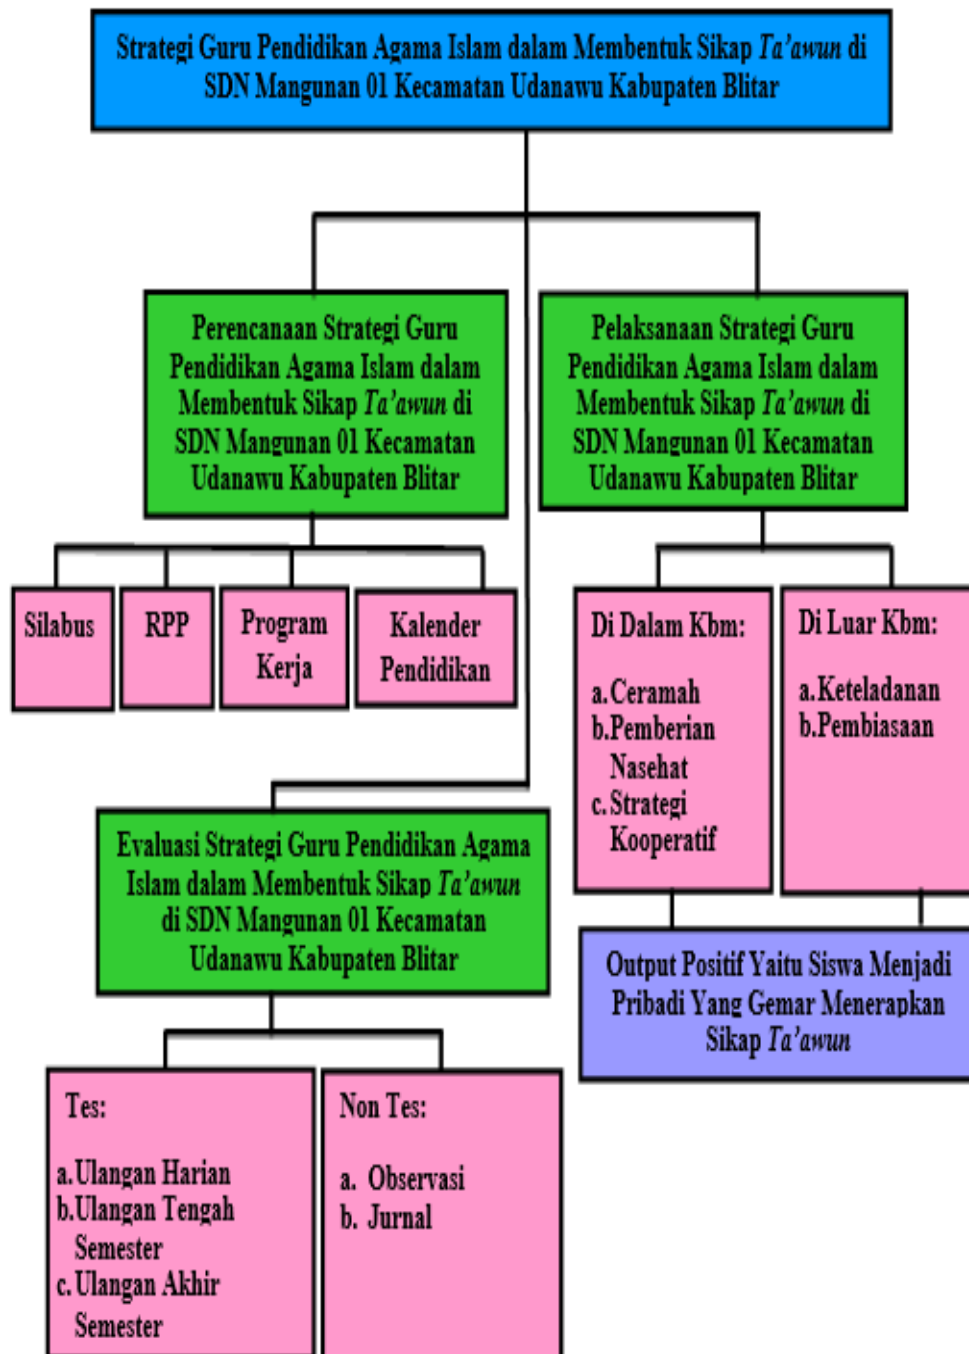 Strategi Guru Pendidikan Agama Islam dalam Membentuk Sikap Ta'awun di
SDN Mangunan 01 Kecamatan Udanawu Kabupaten Blitar
Perencanaan Strategi Guru
Pendidikan Agama Islam dalam
Membentuk Sikap Ta'awun di
SDN Mangunan 01 Kecamatan
Udanawu Kabupaten Blitar
Pelaksanaan Strategi Guru
Pendidikan Agama Islam dalam
Membentuk Sikap Ta'awun di
SDN Mangunan 01 Kecamatan
Udanawu Kabupaten Blitar
Silabus
RPP
Program
Kerja
Kalender
Pendidikan
Di Dalam Kbm:
a. Ceramah
b. Pemberian
Nasehat
c. Strategi
Kooperatif
Di Luar Kbm:
a. Keteladanan
b. Pembiasaan
Evaluasi Strategi Guru Pendidikan Agama
Islam dalam Membentuk Sikap Ta'awun
di SDN Mangunan 01 Kecamatan
Udanawu Kabupaten Blitar
Output Positif Yaitu Siswa Menjadi
Pribadi Yang Gemar Menerapkan
Sikap Ta'awun
Tes:
a. Ulangan Harian
b. Ulangan Tengah
Semester
c. Ulangan Akhir
Semester
Non Tes:
a. Observasi
b. Jurnal